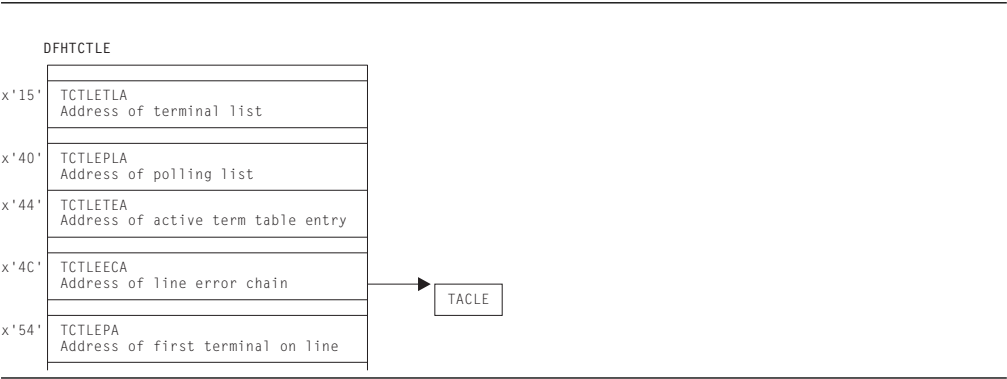 DFHTCTLE
x'15' TCTLETLA
Address of terminal list
x'40' TCTLEPLA
Address of polling list
x'44' TCTLETEA
Address of active term table entry
x'4C' TCTLEECA
Address of line error chain
TACLE
x'54' TCTLEPA
Address of first terminal on line